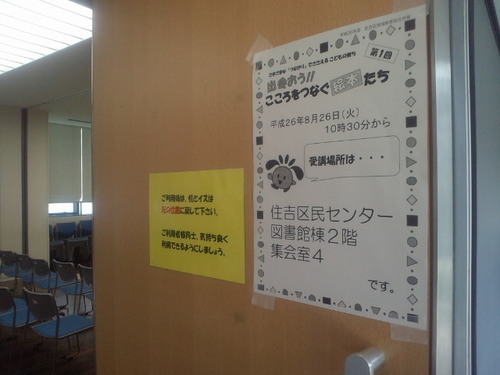 第1回
出会おう!!
こころをつなぐ絵本たち
平成26年8月26日(火)
10時30分から
受講場所は・・・
住吉区民センター
図書館棟2階
集会室4
です。
ご利用後は、机とイスは
元の位置に戻して下さい。
ご利用者様同士、気持ち良く
利用できるようにしましょう。